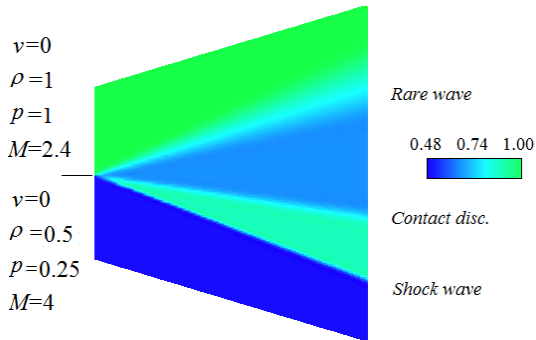 v=0
ρ=1
p=1
M=2.4
v=0
ρ=0.5
p=0.25
M=4
Rare wave
0.48 0.74 1.00
Contact disc.
Shock wave